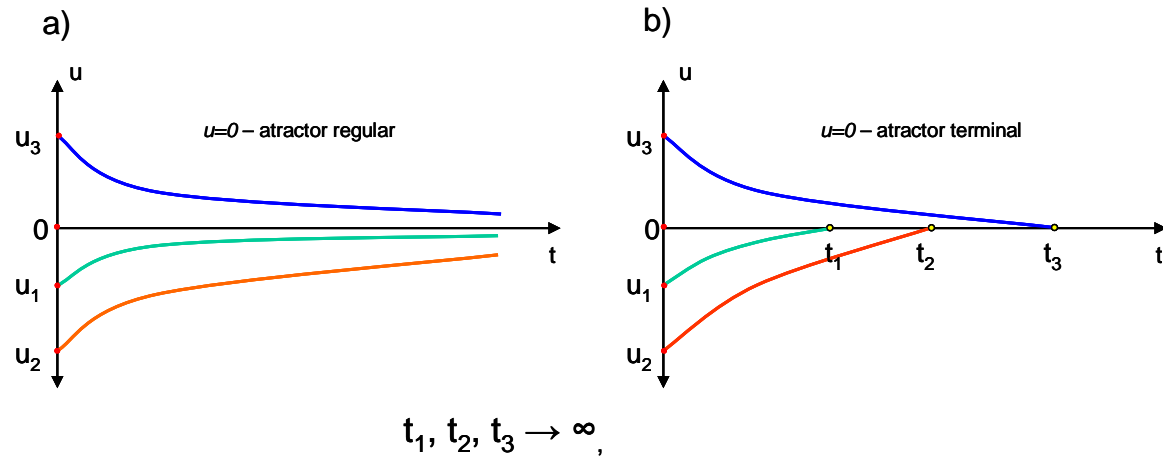 a)
u
u=0 – atractor regular
u₃
0
t
u₁
u₂
b)
u
u=0 – atractor terminal
u₃
0
t₁ t₂ t₃
t
u₁
u₂
t₁, t₂, t₃ → ∞,